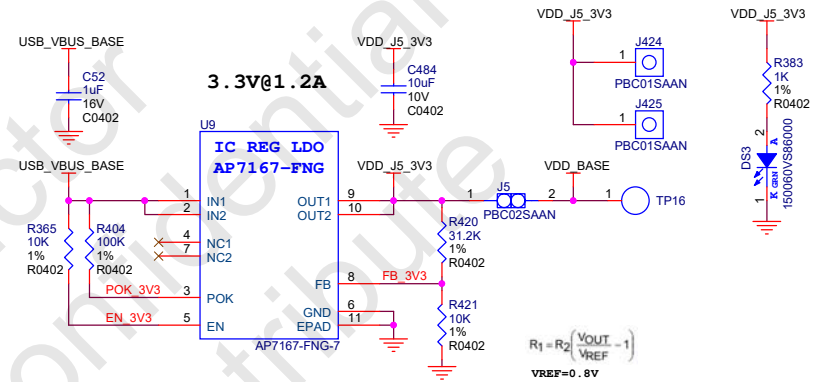 USB_VBUS_BASE
C52
1uF
16V
C0402
3.3V@1.2A
VDD_J5_3V3
C484
10uF
10V
C0402
VDD_J5_3V3
J424
1
PBC01SAAN
J425
1
PBC01SAAN
VDD_J5_3V3
R383
1K
1%
R0402
2
A
DS3
GRN
K
1
150060VS86000
U9
IC REG LDO
AP7167-FNG
USB_VBUS_BASE
1 IN1
2 IN2
4 NC1
7 NC2
3 POK
5 EN
OUT1 9
OUT2 10
FB 8
GND 6
EPAD 11
AP7167-FNG-7
R365
10K
1%
R0402
R404
100K
1%
R0402
POK_3V3
EN_3V3
VDD_J5_3V3
1 J5 2
PBC02SAAN
VDD_BASE
1 TP16
R420
31.2K
1%
R0402
FB_3V3
R421
10K
1%
R0402
R1 = R2(VOUT/VREF - 1)
VREF=0.8V
ctor
onfidential
tribute